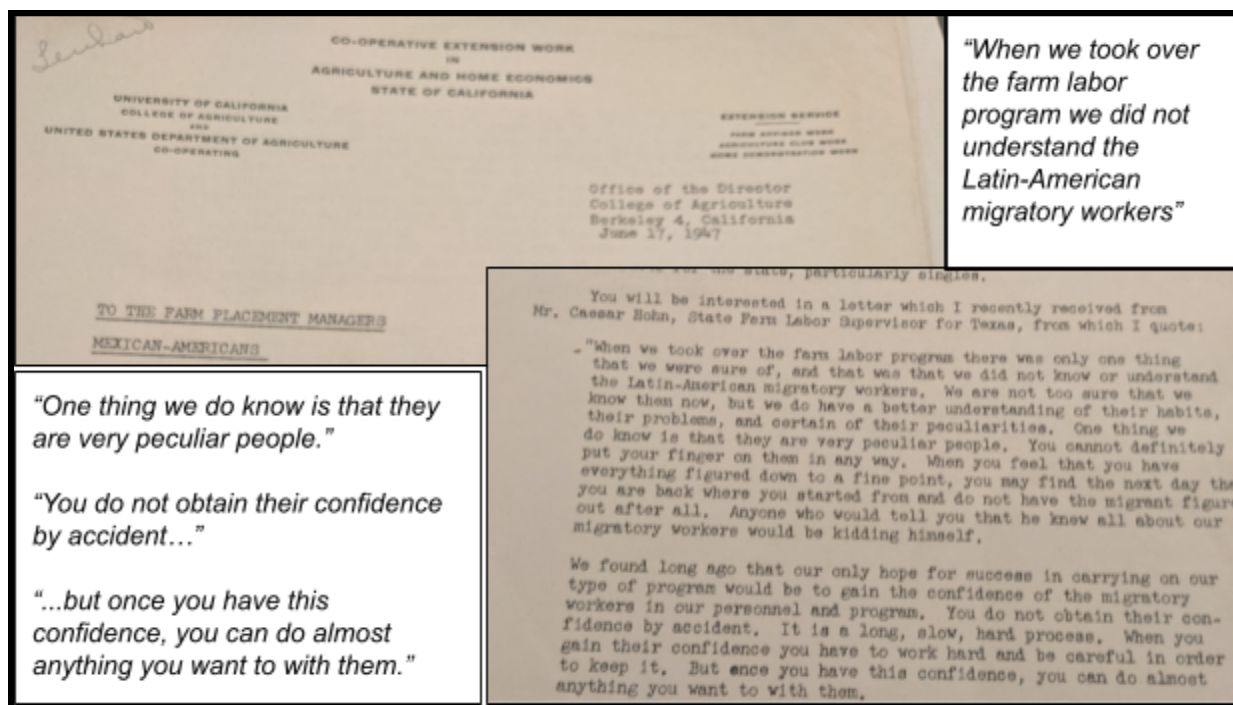 Lenhard
CO-OPERATIVE EXTENSION WORK
IN
AGRICULTURE AND HOME ECONOMICS
STATE OF CALIFORNIA
UNIVERSITY OF CALIFORNIA
COLLEGE OF AGRICULTURE
AND
UNITED STATES DEPARTMENT OF AGRICULTURE
CO-OPERATING
EXTENSION SERVICE
FARM ADVISOR WORK
AGRICULTURE CLUB WORK
HOME DEMONSTRATION WORK
Office of the Director
College of Agriculture
Berkeley 4, California
June 17, 1947
TO THE FARM PLACEMENT MANAGERS
MEXICAN-AMERICANS
“When we took over
the farm labor
program we did not
understand the
Latin-American
migratory workers”
“One thing we do know is that they
are very peculiar people.”
“You do not obtain their confidence
by accident…”
“...but once you have this
confidence, you can do almost
anything you want to with them.”
for the state, particularly singles.
You will be interested in a letter which I recently received from
Mr. Caesar Hohn, State Farm Labor Supervisor for Texas, from which I quote:
"When we took over the farm labor program there was only one thing
that we were sure of, and that was that we did not know or understand
the Latin-American migratory workers. We are not too sure that we
know them now, but we do have a better understanding of their habits,
their problems, and certain of their peculiarities. One thing we
do know is that they are very peculiar people. You cannot definitely
put your finger on them in any way. When you feel that you have
everything figured down to a fine point, you may find the next day tha
you are back where you started from and do not have the migrant figure
out after all. Anyone who would tell you that he knew all about our
migratory workers would be kidding himself.
We found long ago that our only hope for success in carrying on our
type of program would be to gain the confidence of the migratory
workers in our personnel and program. You do not obtain their con-
fidence by accident. It is a long, slow, hard process. When you
gain their confidence you have to work hard and be careful in order
to keep it. But once you have this confidence, you can do almost
anything you want to with them.